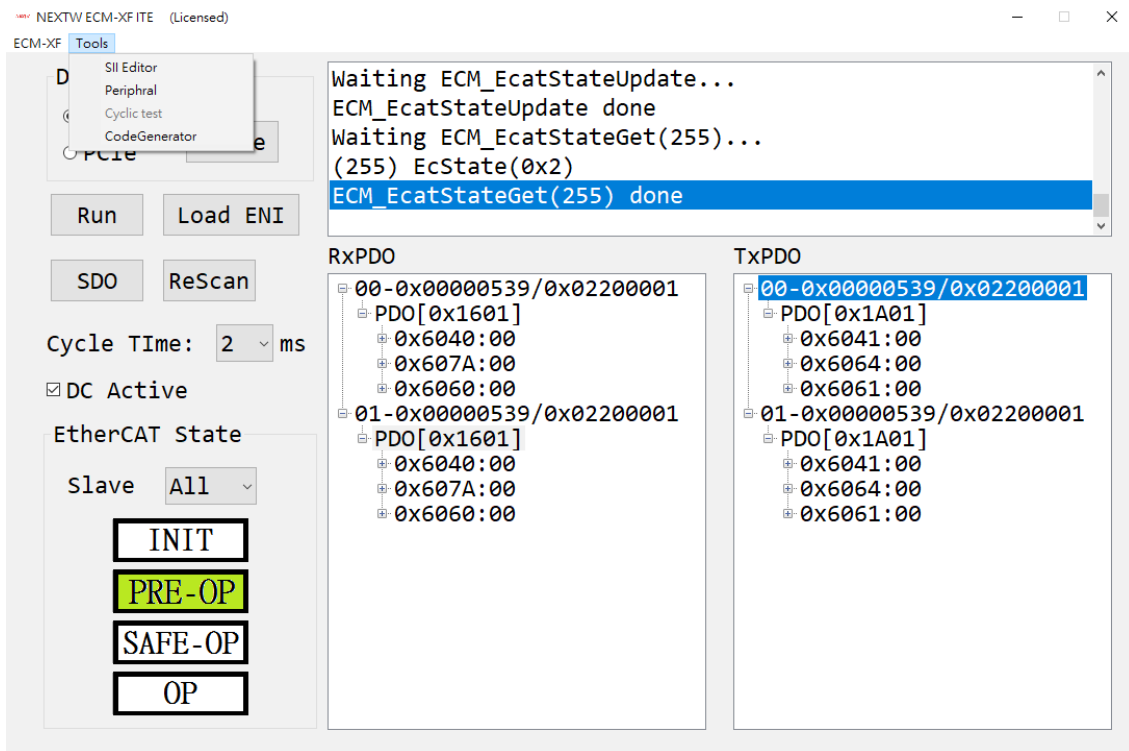 NEXTW ECM-XF ITE (Licensed)
ECM-XF Tools
SII Editor
Periphral
Cyclic test
CodeGenerator
D
PCIe
e
Run
Load ENI
SDO
ReScan
Cycle TIme: 2 ms
DC Active
EtherCAT State
Slave All
INIT
PRE-OP
SAFE-OP
OP
Waiting ECM_EcatStateUpdate...
ECM_EcatStateUpdate done
Waiting ECM_EcatStateGet(255)...
(255) EcState(0x2)
ECM_EcatStateGet(255) done
RxPDO
00-0x00000539/0x02200001
PDO[0x1601]
0x6040:00
0x607A:00
0x6060:00
01-0x00000539/0x02200001
PDO[0x1601]
0x6040:00
0x607A:00
0x6060:00
TxPDO
00-0x00000539/0x02200001
PDO[0x1A01]
0x6041:00
0x6064:00
0x6061:00
01-0x00000539/0x02200001
PDO[0x1A01]
0x6041:00
0x6064:00
0x6061:00